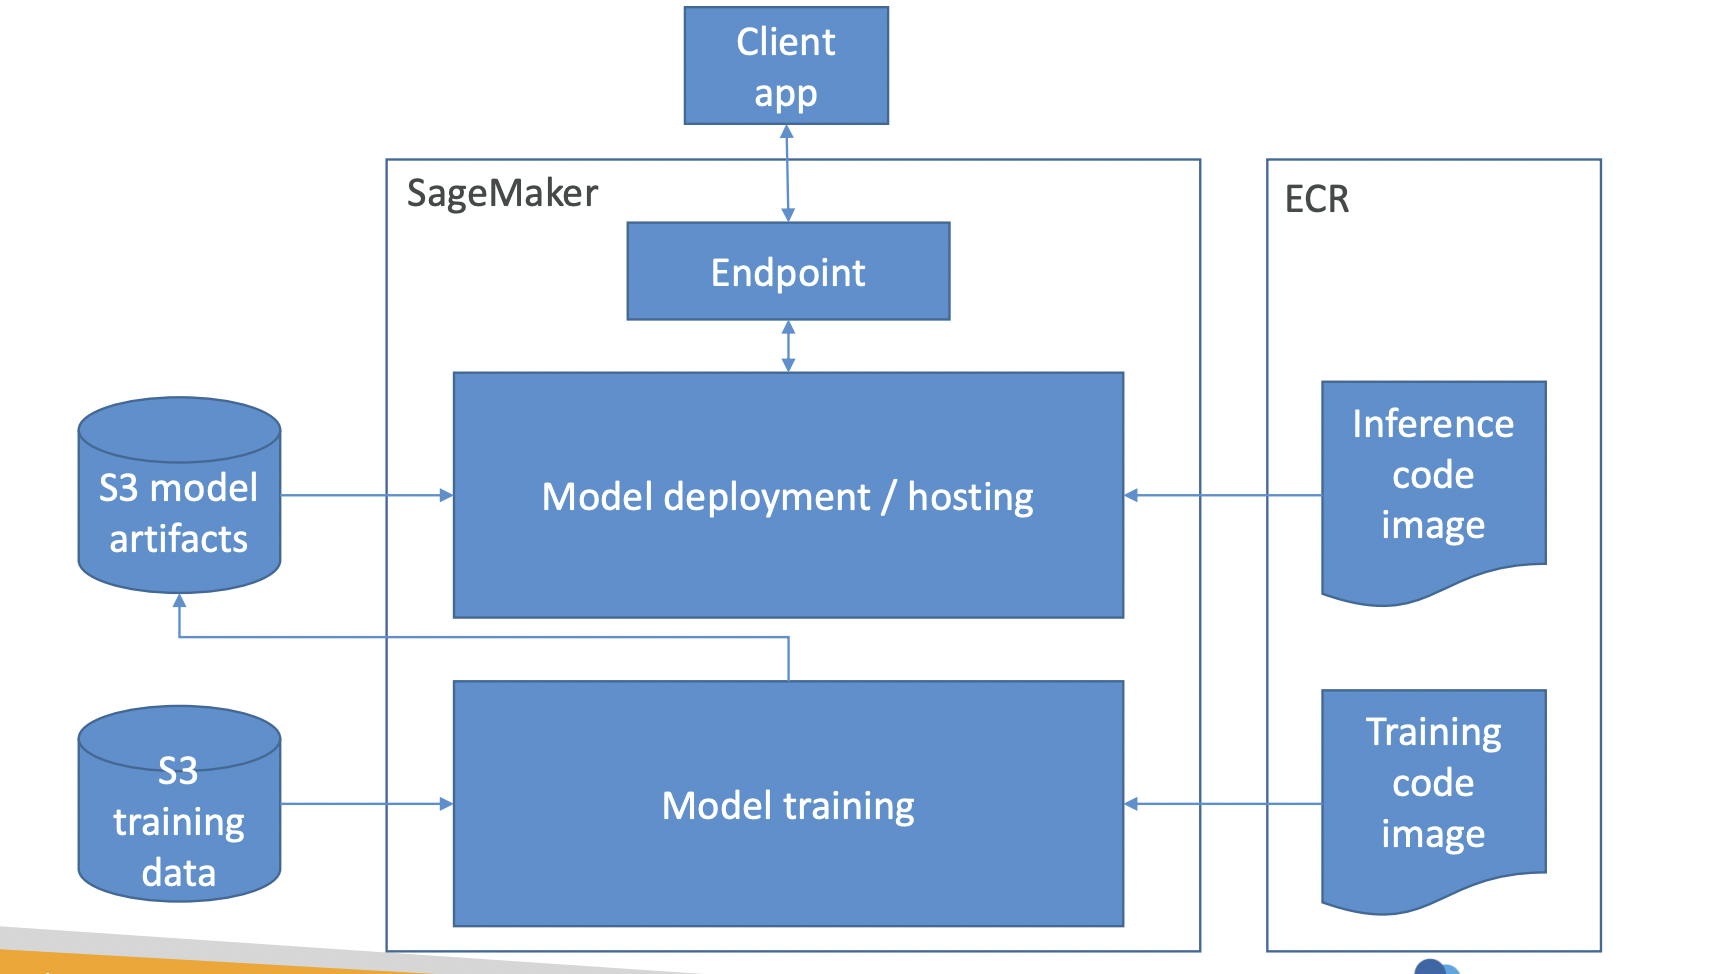 Client
app
SageMaker
ECR
Endpoint
S3 model
artifacts
Model deployment / hosting
Inference
code
image
S3
training
data
Model training
Training
code
image